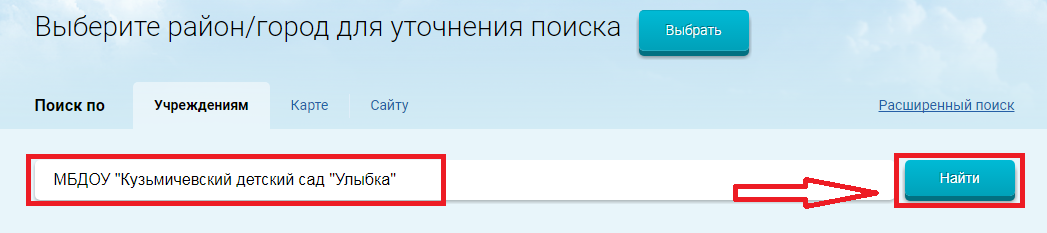 Выберите район/город для уточнения поиска Выбрать
Поиск по Учреждениям Карте Сайту Расширенный поиск
МБДОУ "Кузьмичевский детский сад "Улыбка" Найти